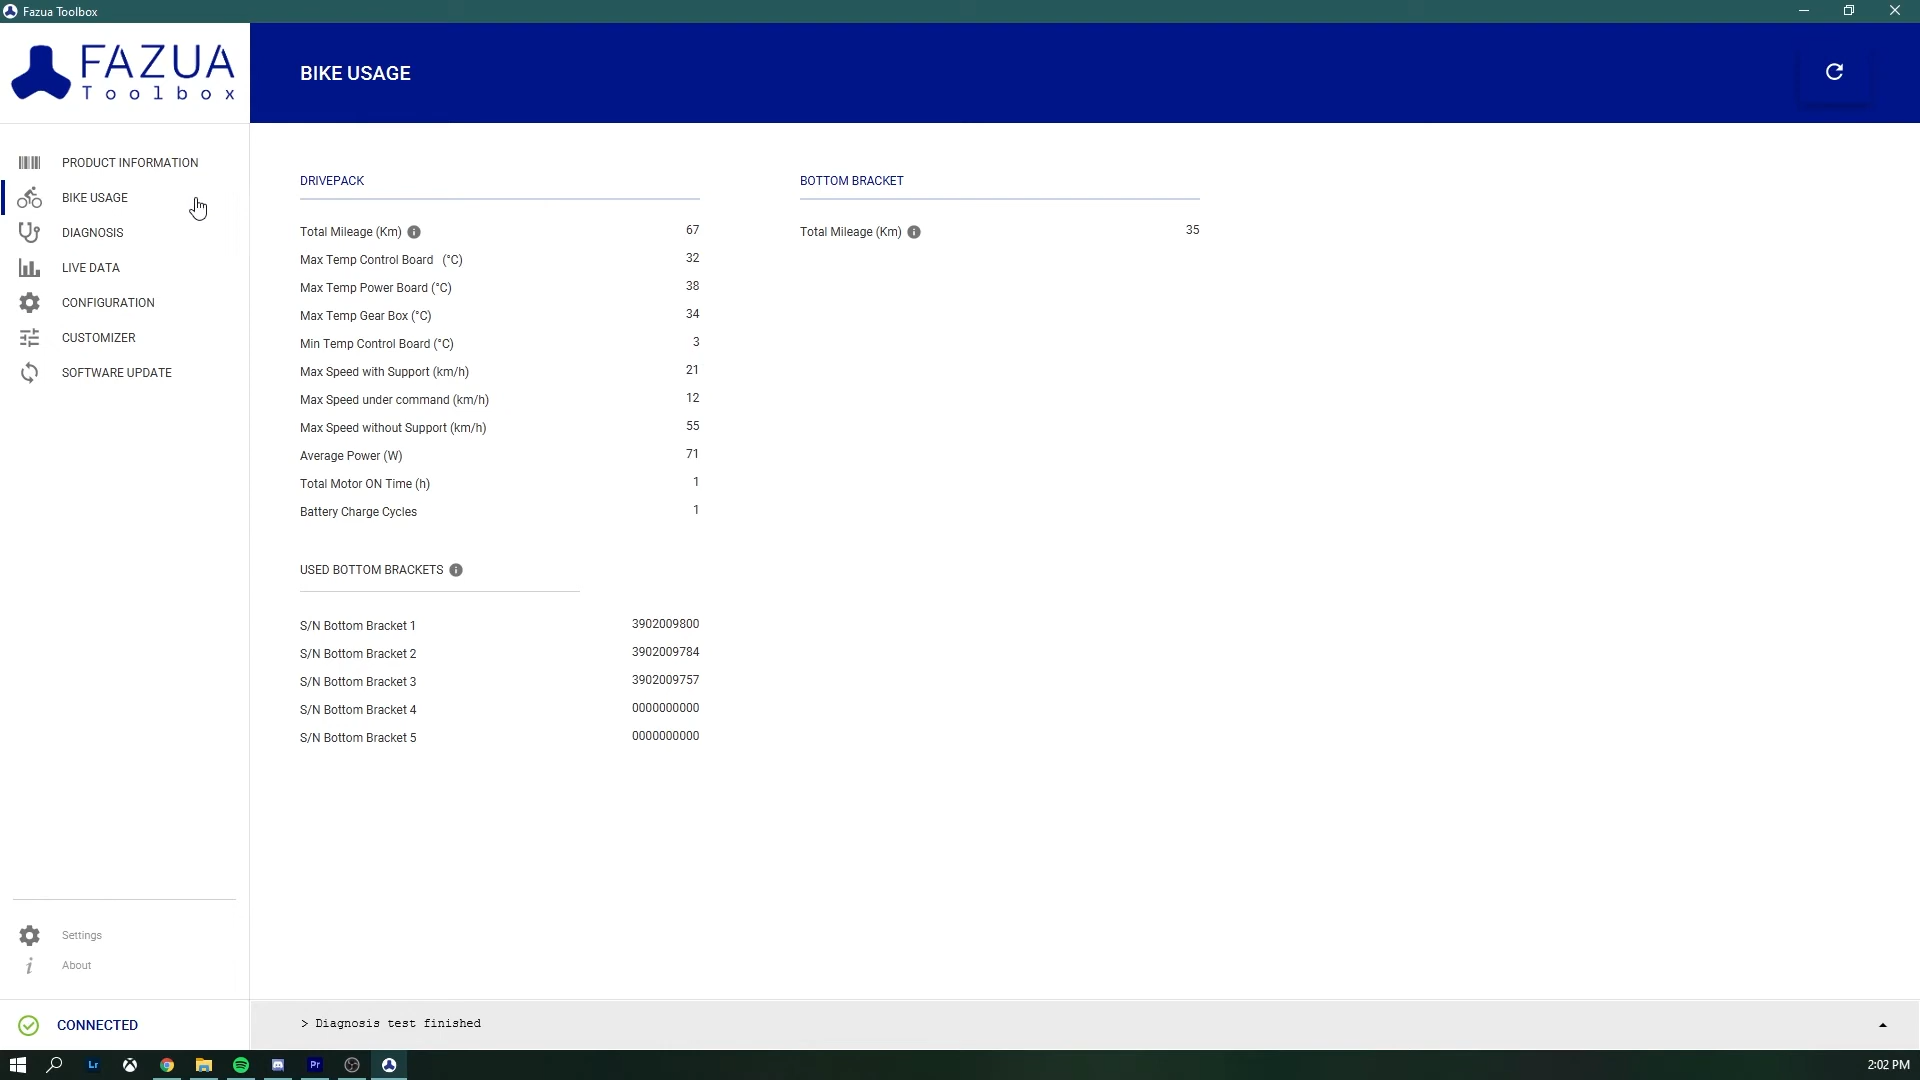 Fazua Toolbox
FAZUA
Toolbox
BIKE USAGE
PRODUCT INFORMATION
BIKE USAGE
DIAGNOSIS
LIVE DATA
CONFIGURATION
CUSTOMIZER
SOFTWARE UPDATE
DRIVEPACK
Total Mileage (Km) 67
Max Temp Control Board (°C) 32
Max Temp Power Board (°C) 38
Max Temp Gear Box (°C) 34
Min Temp Control Board (°C) 3
Max Speed with Support (km/h) 21
Max Speed under command (km/h) 12
Max Speed without Support (km/h) 55
Average Power (W) 71
Total Motor ON Time (h) 1
Battery Charge Cycles 1
USED BOTTOM BRACKETS
S/N Bottom Bracket 1 3902009800
S/N Bottom Bracket 2 3902009784
S/N Bottom Bracket 3 3902009757
S/N Bottom Bracket 4 0000000000
S/N Bottom Bracket 5 0000000000
BOTTOM BRACKET
Total Mileage (Km) 35
Settings
About
CONNECTED
> Diagnosis test finished
Lr
Pr
2:02 PM